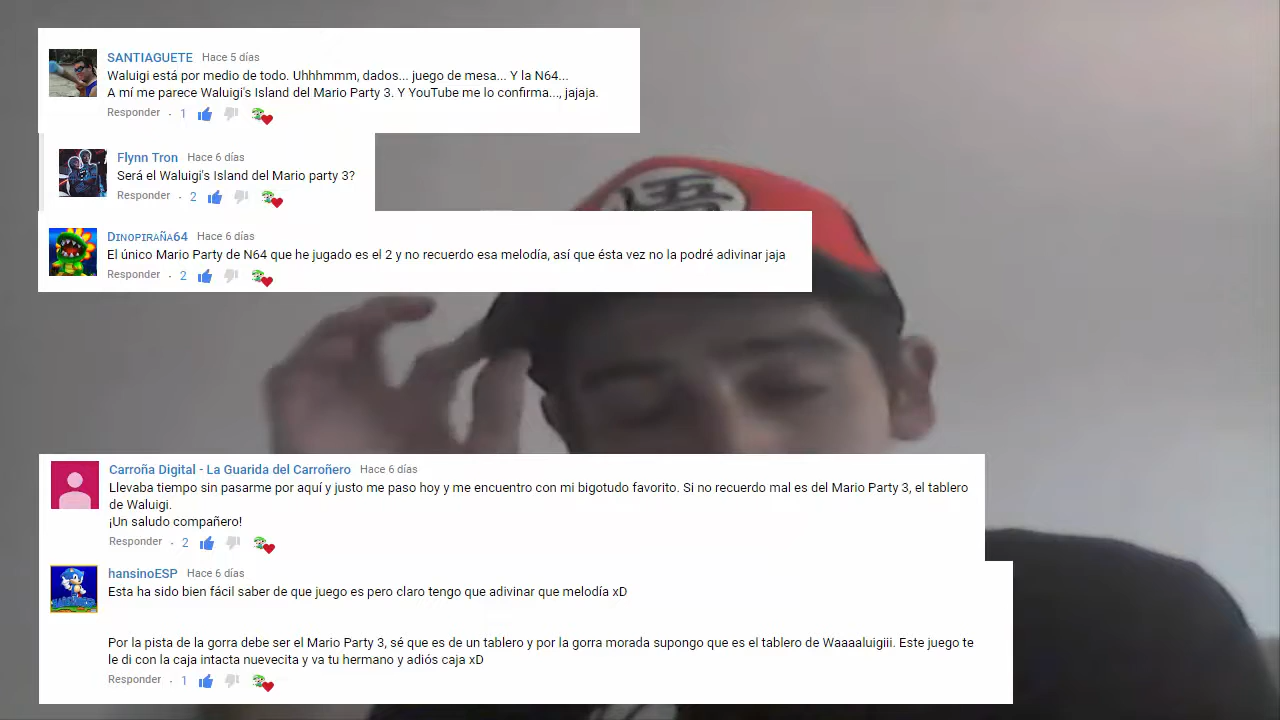 SANTIAGUETE Hace 5 días
Waluigi está por medio de todo. Uhhhmmm, dados... juego de mesa... Y la N64...
A mí me parece Waluigi's Island del Mario Party 3. Y YouTube me lo confirma..., jajaja.
Responder · 1
Flynn Tron Hace 6 días
Será el Waluigi's Island del Mario party 3?
Responder · 2
悟
Dɪɴᴏᴘɪʀᴀɴ̃ᴀ64 Hace 6 días
El único Mario Party de N64 que he jugado es el 2 y no recuerdo esa melodía, así que ésta vez no la podré adivinar jaja
Responder · 2
Carroña Digital - La Guarida del Carroñero Hace 6 días
Llevaba tiempo sin pasarme por aquí y justo me paso hoy y me encuentro con mi bigotudo favorito. Si no recuerdo mal es del Mario Party 3, el tablero
de Waluigi.
¡Un saludo compañero!
Responder · 2
hansinoESP Hace 6 días
Esta ha sido bien fácil saber de que juego es pero claro tengo que adivinar que melodía xD
Por la pista de la gorra debe ser el Mario Party 3, sé que es de un tablero y por la gorra morada supongo que es el tablero de Waaaaluigiii. Este juego te
le di con la caja intacta nuevecita y va tu hermano y adiós caja xD
Responder · 1